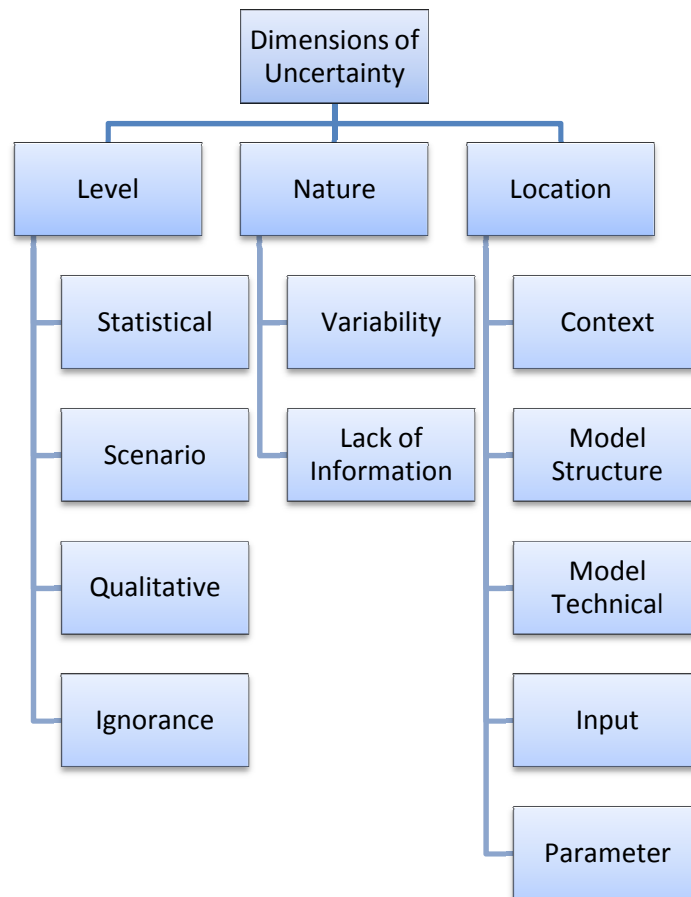 Dimensions of
Uncertainty
Level
Nature
Location
Statistical
Variability
Context
Scenario
Lack of
Information
Model
Structure
Qualitative
Model
Technical
Ignorance
Input
Parameter